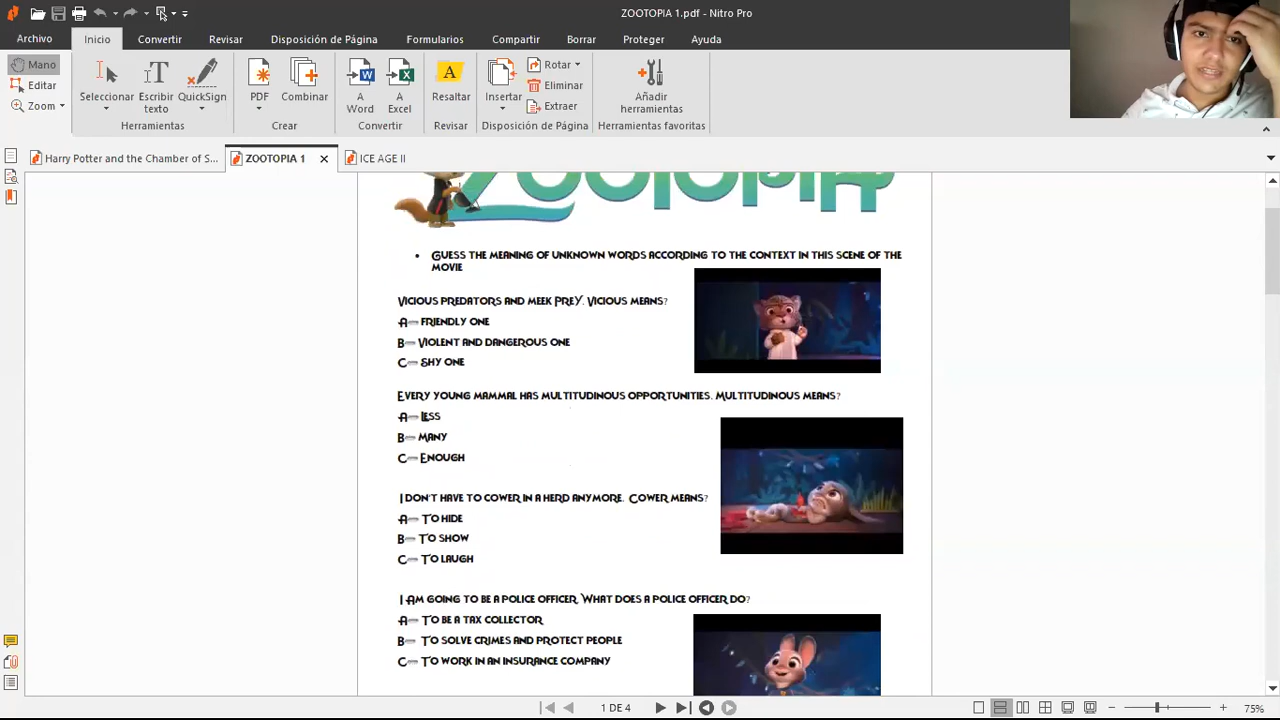 ZOOTOPIA 1.pdf - Nitro Pro
Archivo Inicio Convertir Revisar Disposición de Página Formularios Compartir Borrar Proteger Ayuda
Mano
Editar
Zoom
Seleccionar
Escribir texto
QuickSign
Herramientas
PDF
Combinar
Crear
A Word
A Excel
Convertir
Resaltar
Revisar
Insertar
Rotar
Eliminar
Extraer
Disposición de Página
Añadir herramientas
Herramientas favoritas
Harry Potter and the Chamber of S... ZOOTOPIA 1 ICE AGE II
ZOOTOPIA
• Guess the meaning of unknown words according to the context in this scene of the
movie
Vicious predators and meek prey. Vicious means?
A- friendly one
B- Violent and dangerous one
C- Shy one
Every young mammal has multitudinous opportunities. Multitudinous means?
A- Less
B- Many
C- Enough
I don't have to cower in a herd anymore. Cower means?
A- To hide
B- To show
C- To laugh
I Am going to be a police officer. What does a police officer do?
A- To be a tax collector
B- To solve crimes and protect people
C- To work in an insurance company
1 DE 4
75%